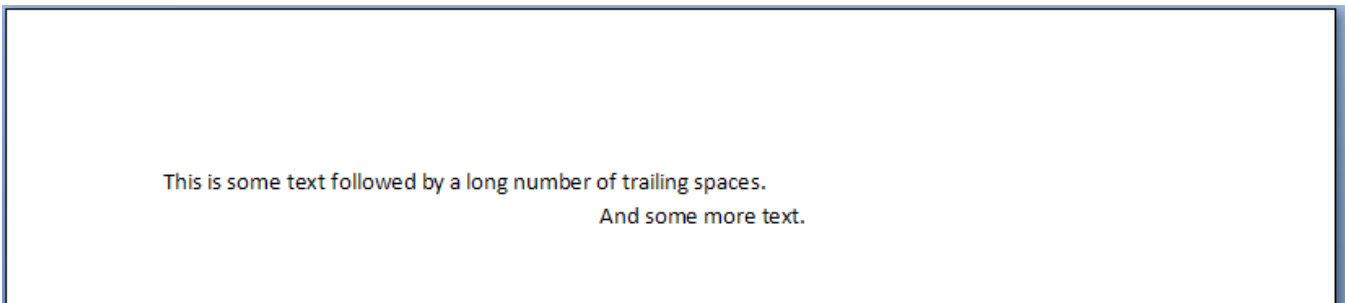 This is some text followed by a long number of trailing spaces.
And some more text.